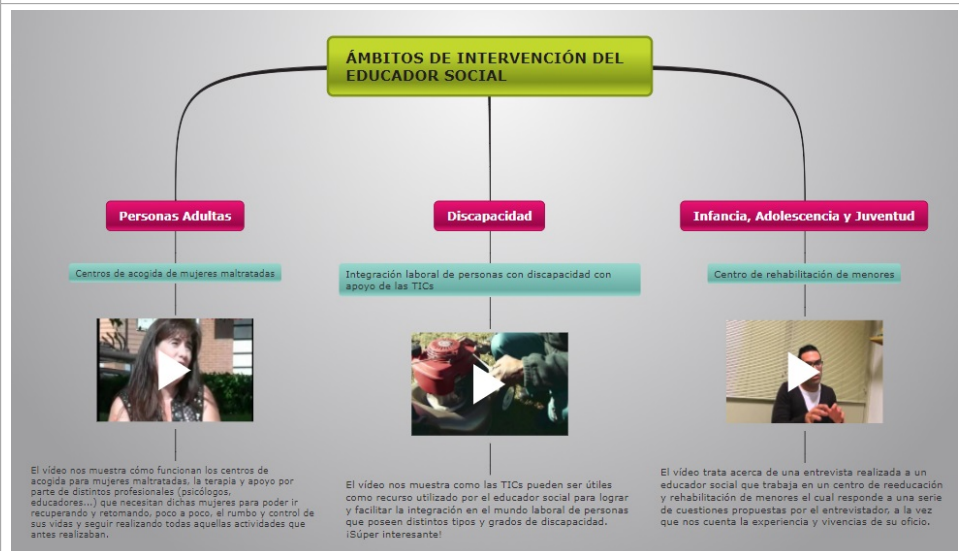 ÁMBITOS DE INTERVENCIÓN DEL
EDUCADOR SOCIAL
Personas Adultas
Discapacidad
Infancia, Adolescencia y Juventud
Centros de acogida de mujeres maltratadas
Integración laboral de personas con discapacidad con
apoyo de las TICs
Centro de rehabilitación de menores
El vídeo nos muestra cómo funcionan los centros de
acogida para mujeres maltratadas, la terapia y apoyo por
parte de distintos profesionales (psicólogos,
educadores...) que necesitan dichas mujeres para poder ir
recuperando y retomando, poco a poco, el rumbo y control de
sus vidas y seguir realizando todas aquellas actividades que
antes realizaban.
El vídeo nos muestra como las TICs pueden ser útiles
como recurso utilizado por el educador social para lograr
y facilitar la integración en el mundo laboral de personas
que poseen distintos tipos y grados de discapacidad.
¡Súper interesante!
El vídeo trata acerca de una entrevista realizada a un
educador social que trabaja en un centro de reeducación
y rehabilitación de menores el cual responde a una serie
de cuestiones propuestas por el entrevistador, a la vez
que nos cuenta la experiencia y vivencias de su oficio.